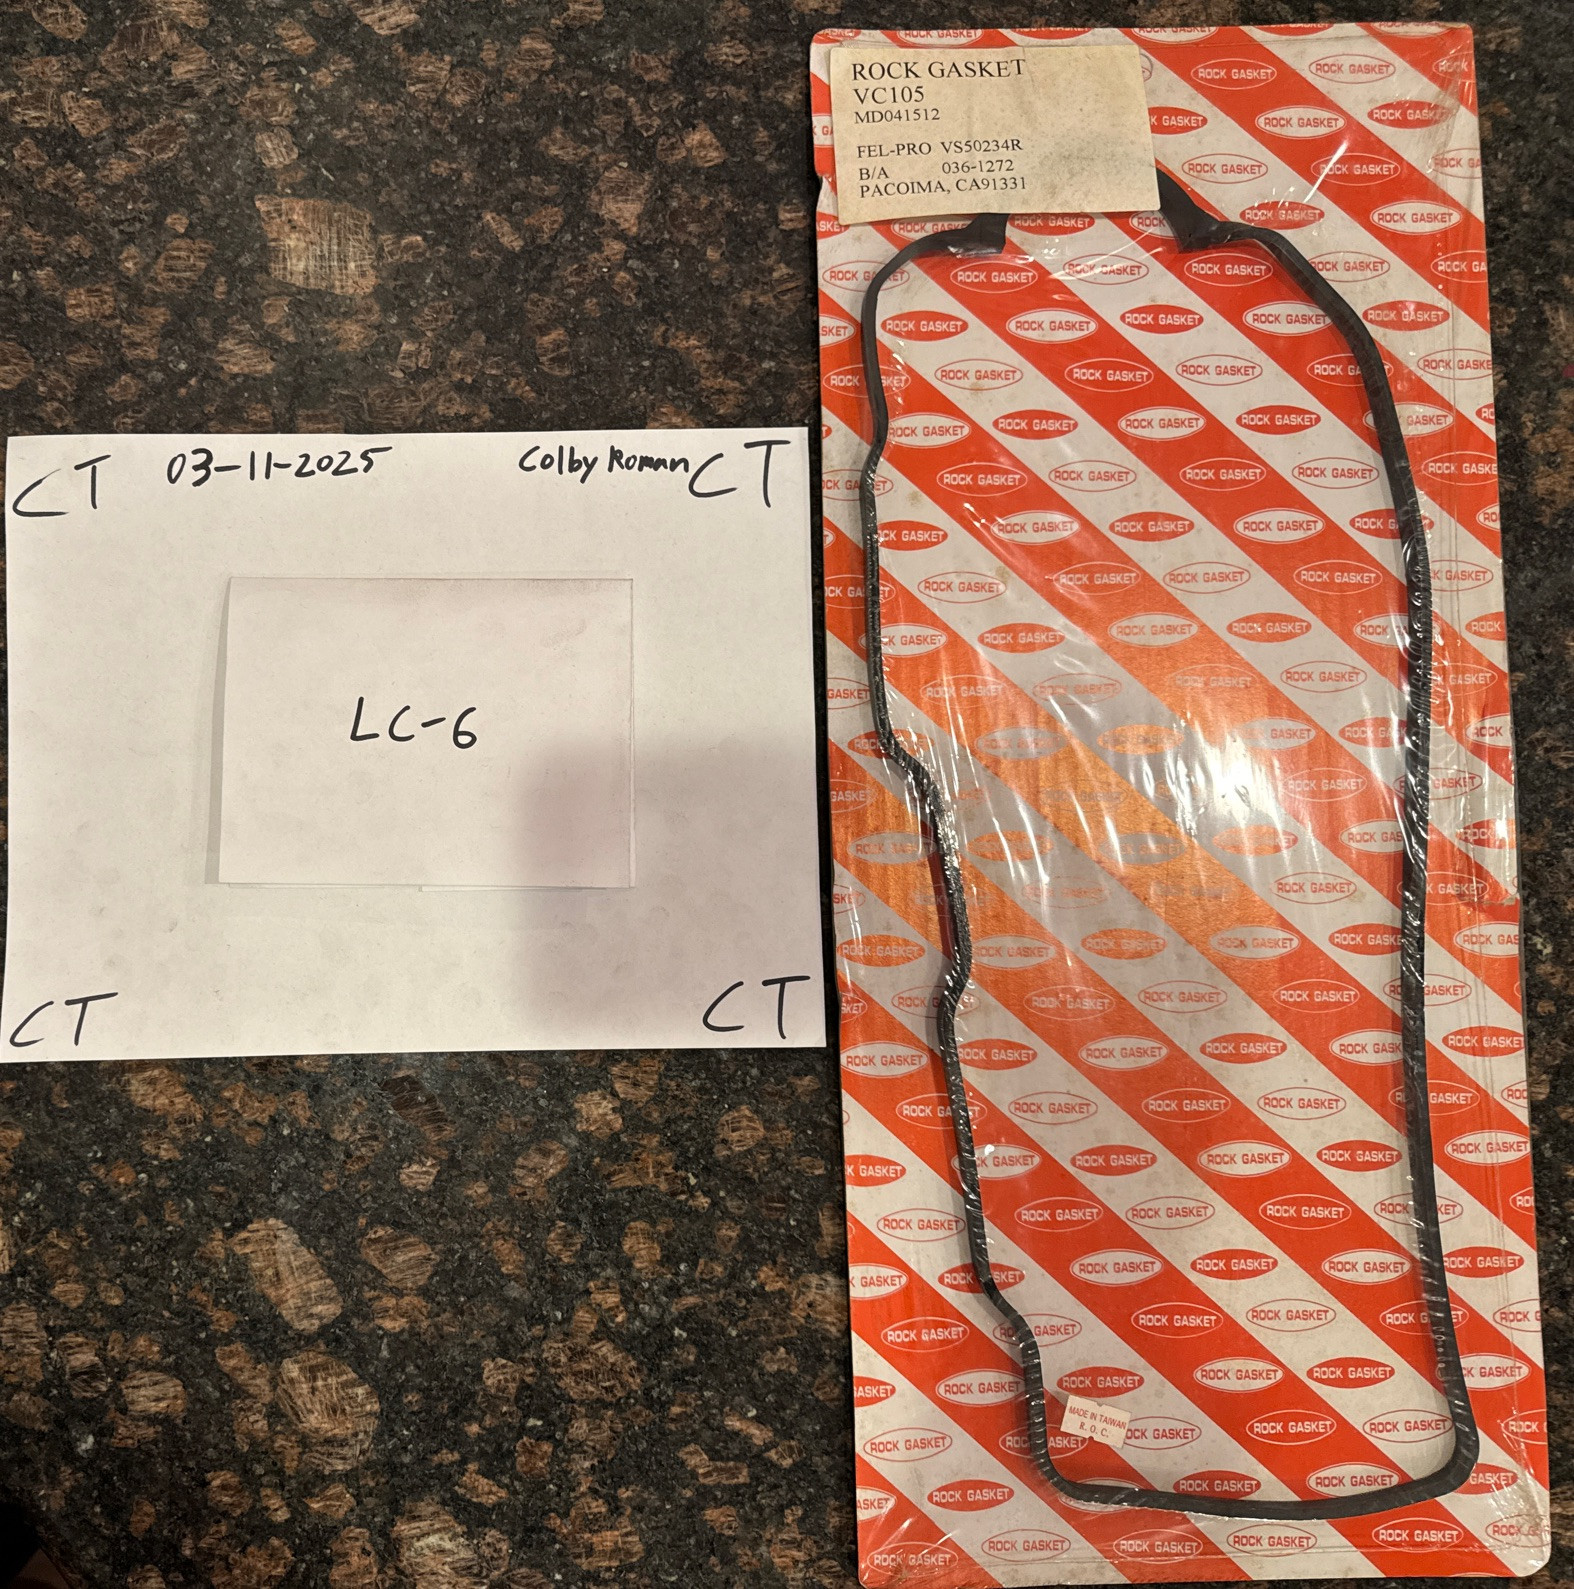 CT 03-11-2025 Colby Roman CT
LC-6
CT CT
ROCK GASKET
VC105
MD041512
FEL-PRO VS50234R
B/A 036-1272
PACOIMA, CA91331
ROCK GASKET
MADE IN TAIWAN
R. O. C.